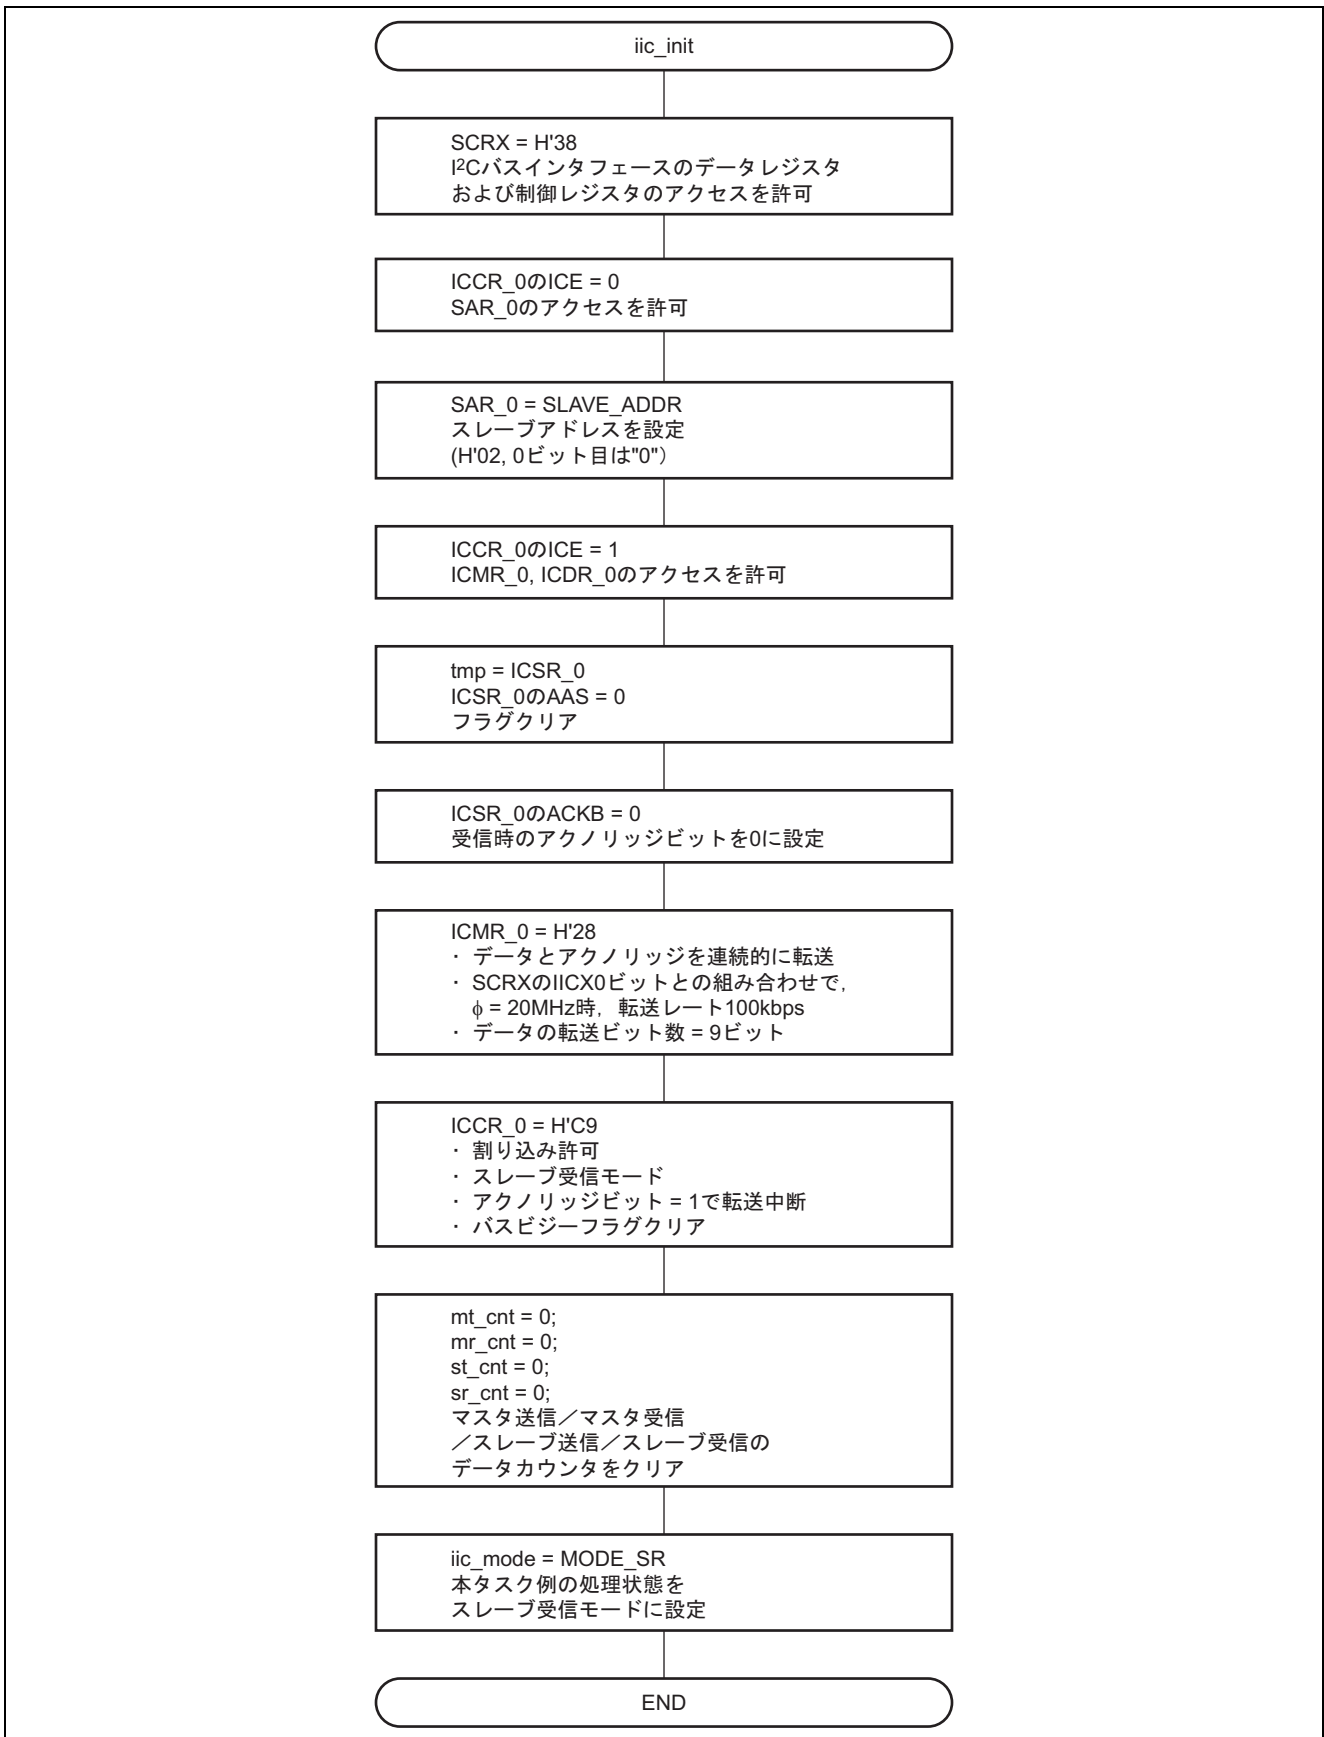 iic_init
SCRX = H'38
I²Cバスインタフェースのデータレジスタ
および制御レジスタのアクセスを許可
ICCR_0のICE = 0
SAR_0のアクセスを許可
SAR_0 = SLAVE_ADDR
スレーブアドレスを設定
(H'02, 0ビット目は"0")
ICCR_0のICE = 1
ICMR_0, ICDR_0のアクセスを許可
tmp = ICSR_0
ICSR_0のAAS = 0
フラグクリア
ICSR_0のACKB = 0
受信時のアクノリッジビットを0に設定
ICMR_0 = H'28
・ データとアクノリッジを連続的に転送
・ SCRXのIICX0ビットとの組み合わせで,
φ = 20MHz時, 転送レート100kbps
・ データの転送ビット数 = 9ビット
ICCR_0 = H'C9
・ 割り込み許可
・ スレーブ受信モード
・ アクノリッジビット = 1で転送中断
・ バスビジーフラグクリア
mt_cnt = 0;
mr_cnt = 0;
st_cnt = 0;
sr_cnt = 0;
マスタ送信／マスタ受信
／スレーブ送信／スレーブ受信の
データカウンタをクリア
iic_mode = MODE_SR
本タスク例の処理状態を
スレーブ受信モードに設定
END